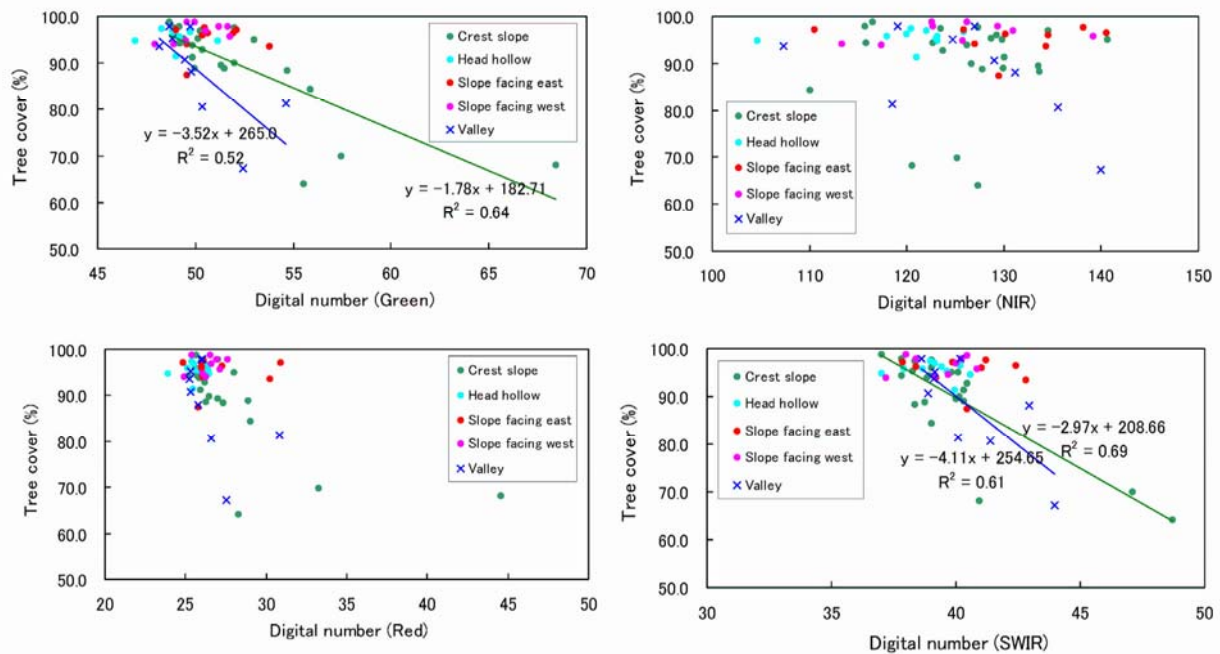 Tree cover (%)
100.0
90.0
80.0
70.0
60.0
50.0
45
50
55
60
65
70
Digital number (Green)
Crest slope
Head hollow
Slope facing east
Slope facing west
Valley
y = −3.52x + 265.0
R² = 0.52
y = −1.78x + 182.71
R² = 0.64
Tree cover (%)
100.0
90.0
80.0
70.0
60.0
50.0
100
110
120
130
140
150
Digital number (NIR)
Crest slope
Head hollow
Slope facing east
Slope facing west
Valley
Tree cover (%)
100.0
90.0
80.0
70.0
60.0
50.0
20
25
30
35
40
45
50
Digital number (Red)
Crest slope
Head hollow
Slope facing east
Slope facing west
Valley
Tree cover (%)
100.0
90.0
80.0
70.0
60.0
50.0
30
35
40
45
50
Digital number (SWIR)
Crest slope
Head hollow
Slope facing east
Slope facing west
Valley
y = −2.97x + 208.66
R² = 0.69
y = −4.11x + 254.65
R² = 0.61